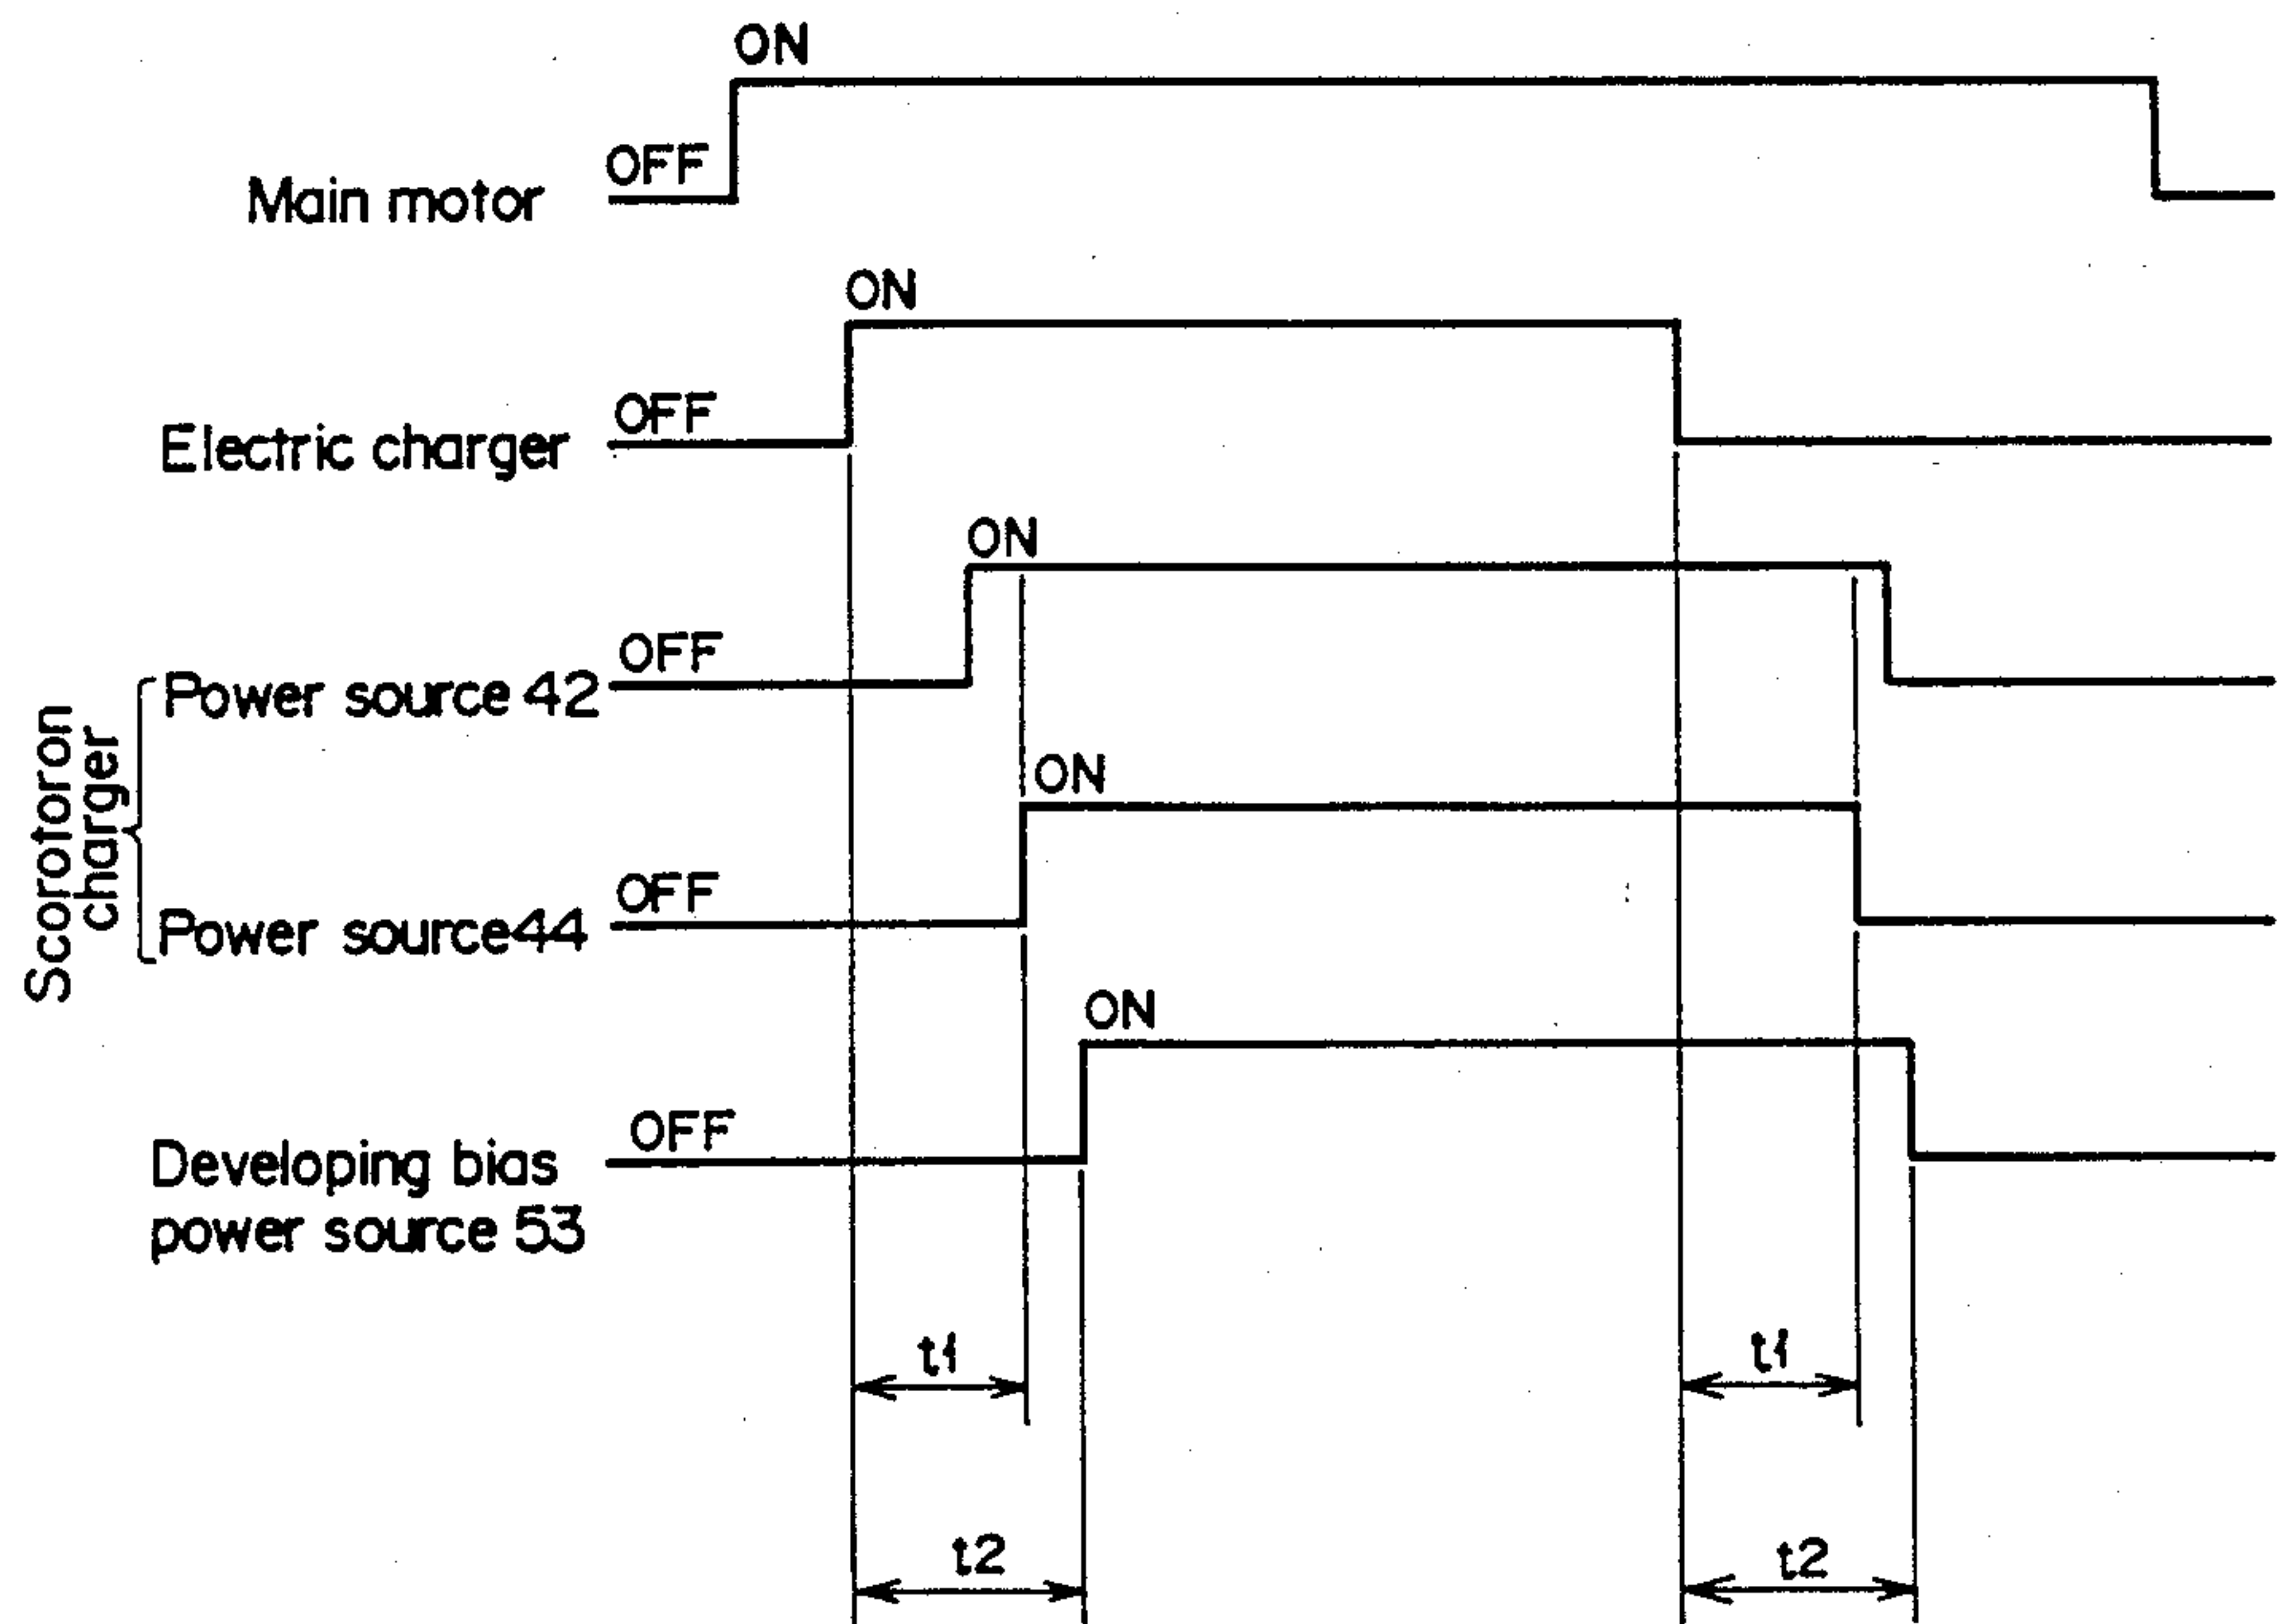 ON
OFF
Main motor
ON
OFF
Electric charger
ON
OFF
Power source 42
Scorotoron
charger
ON
OFF
Power source44
ON
OFF
Developing bias
power source 53
t1
t1
t2
t2